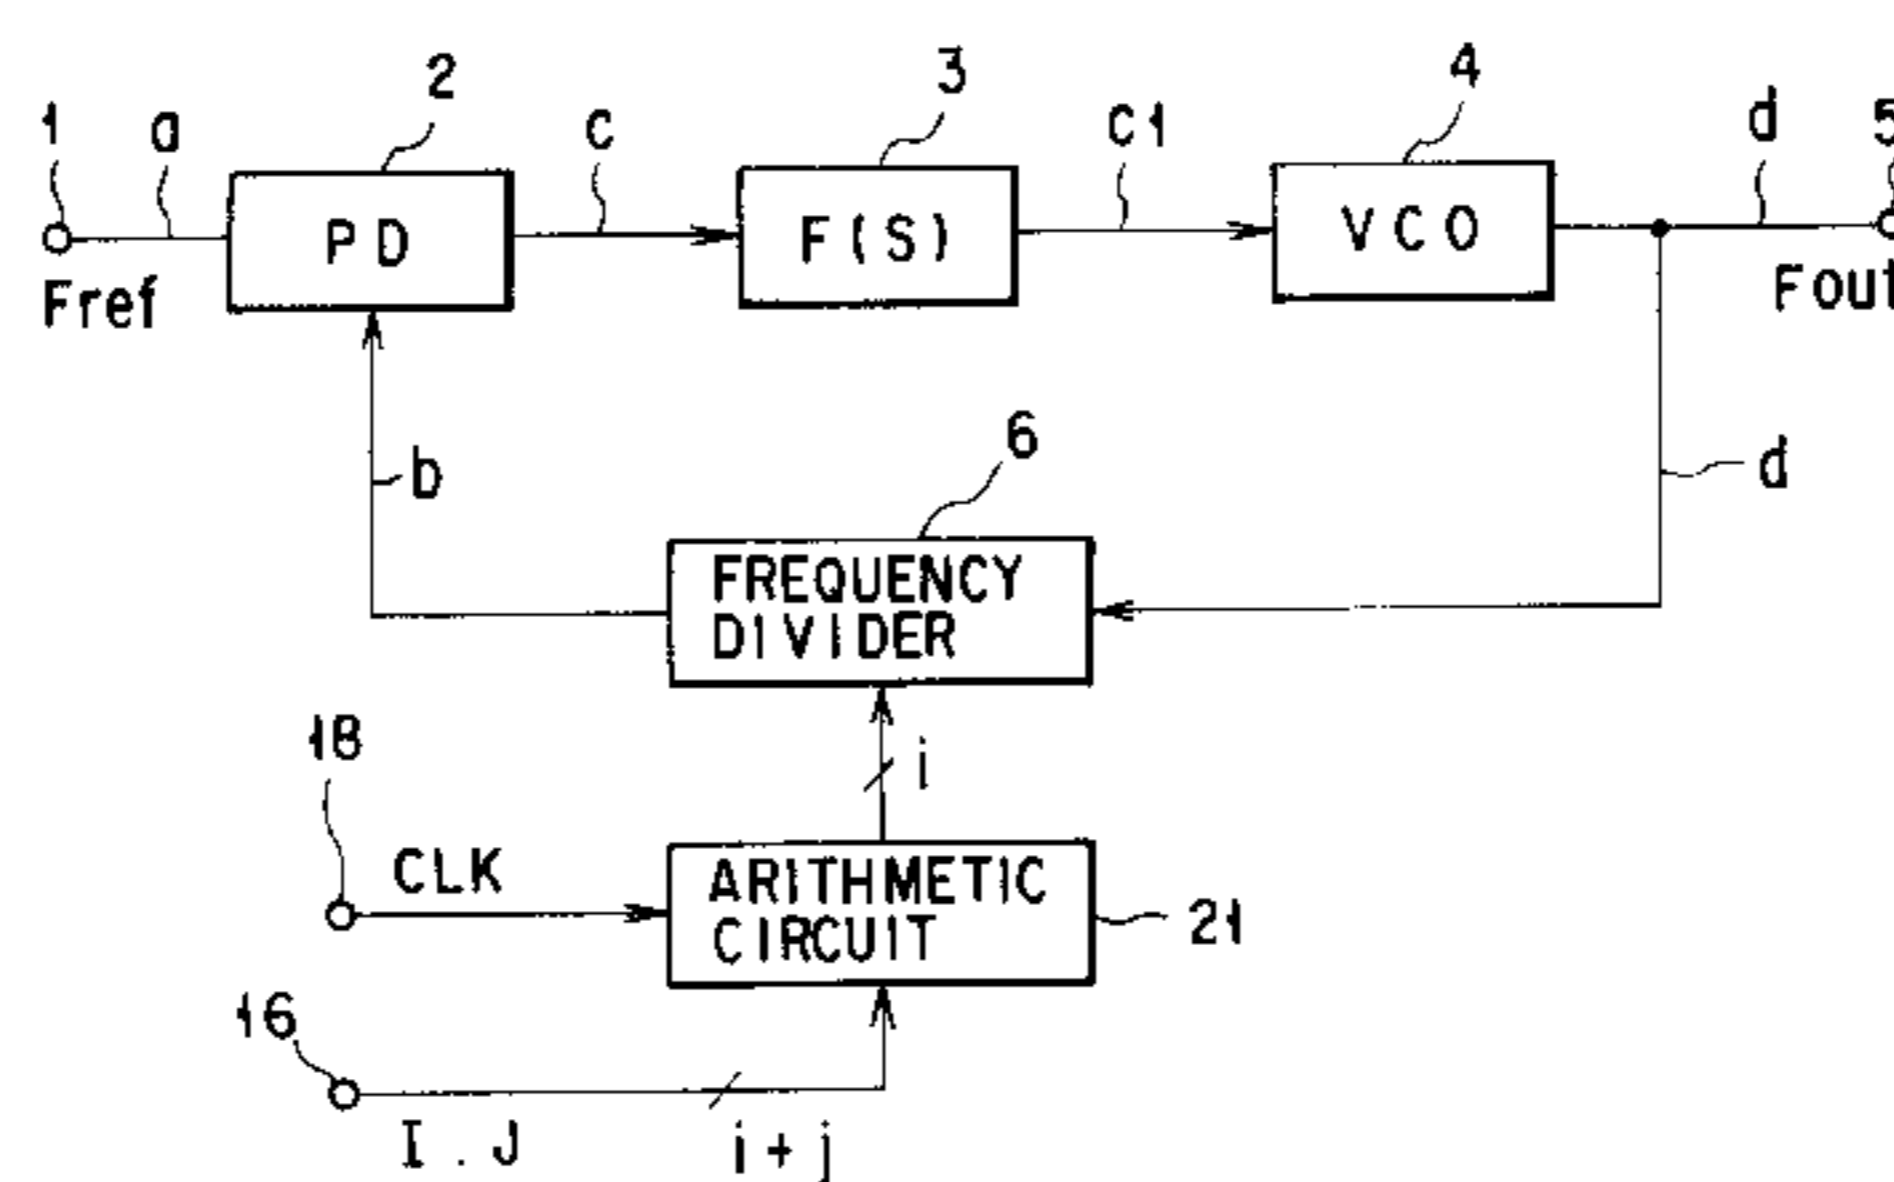 2
3
4
1
a
c
c1
d
5
PD
F(S)
VCO
Fref
Fout
6
b
d
FREQUENCY
DIVIDER
18
i
CLK
ARITHMETIC
CIRCUIT
21
16
I.J
i+j